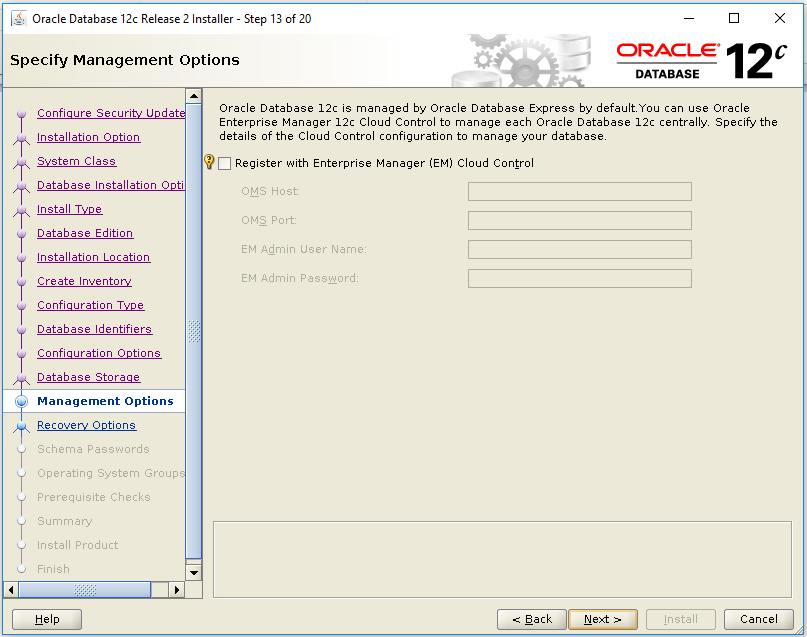 Oracle Database 12c Release 2 Installer - Step 13 of 20
Specify Management Options
ORACLE
DATABASE
12c
Configure Security Update
Installation Option
System Class
Database Installation Opti
Install Type
Database Edition
Installation Location
Create Inventory
Configuration Type
Database Identifiers
Configuration Options
Database Storage
Management Options
Recovery Options
Schema Passwords
Operating System Groups
Prerequisite Checks
Summary
Install Product
Finish
Oracle Database 12c is managed by Oracle Database Express by default.You can use Oracle
Enterprise Manager 12c Cloud Control to manage each Oracle Database 12c centrally. Specify the
details of the Cloud Control configuration to manage your database.
Register with Enterprise Manager (EM) Cloud Control
OMS Host:
OMS Port:
EM Admin User Name:
EM Admin Password:
Help
< Back
Next >
Install
Cancel